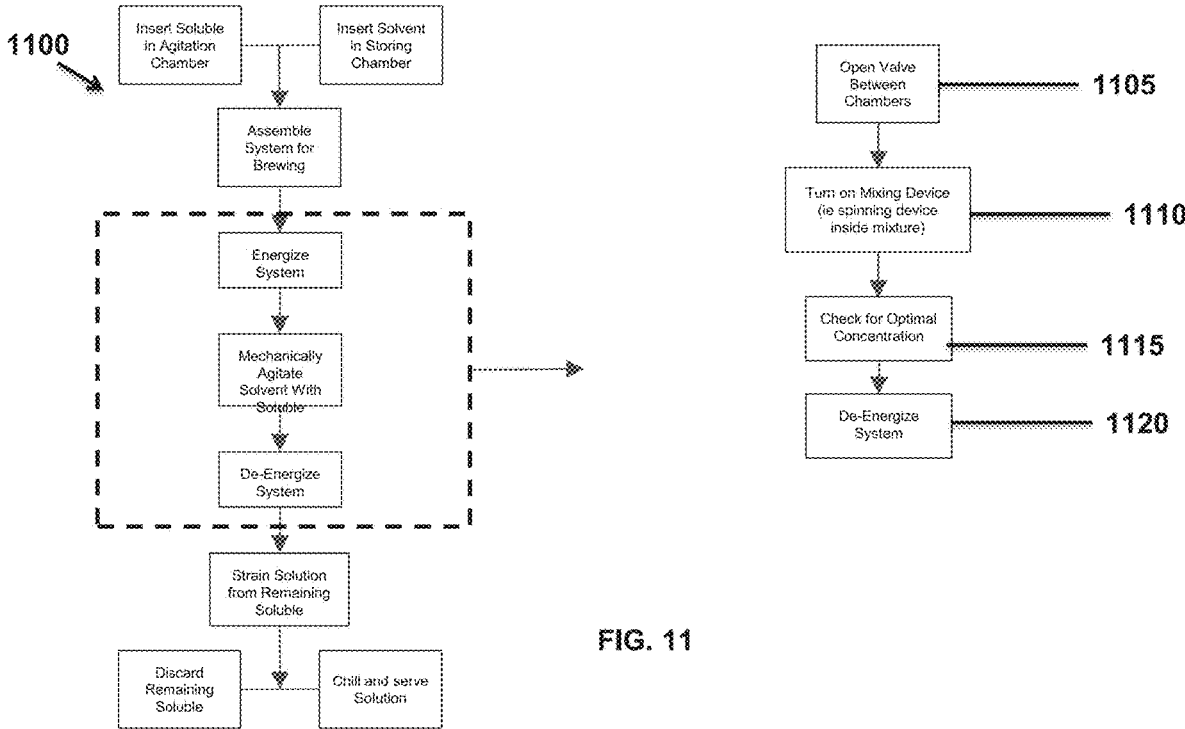 1100
Insert Soluble
in Agitation
Chamber
Insert Solvent
in Storing
Chamber
Assemble
System for
Brewing
Energize
System
Mechanically
Agitate
Solvent With
Soluble
De-Energize
System
Strain Solution
from Remaining
Soluble
Discard
Remaining
Soluble
Chill and serve
Solution
Open Valve
Between
Chambers
1105
Turn on Mixing Device
(ie spinning device
inside mixture)
1110
Check for Optimal
Concentration
1115
De-Energize
System
1120
FIG. 11